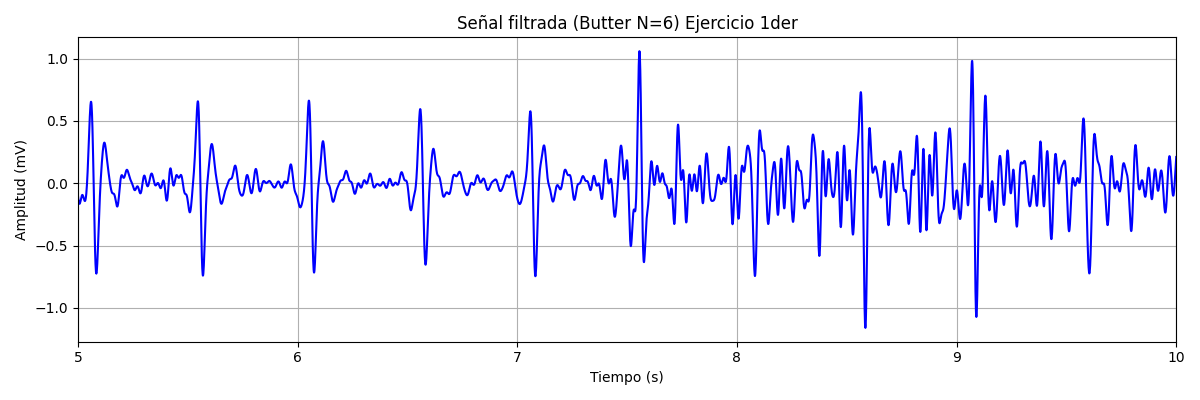 Señal filtrada (Butter N=6) Ejercicio 1der
Amplitud (mV)
1.0
0.5
0.0
−0.5
−1.0
5 6 7 8 9 10
Tiempo (s)